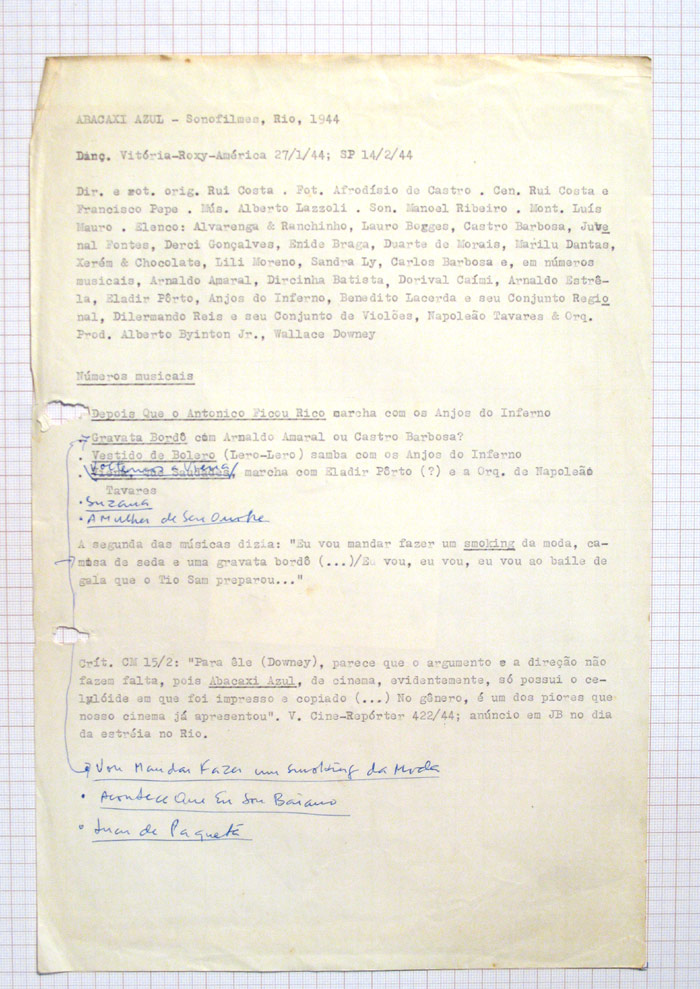 ABACAXI AZUL - Sonofilmes, Rio, 1944
Danç. Vitória-Roxy-América 27/1/44; SP 14/2/44
Dir. e rot. orig. Rui Costa . Fot. Afrodísio de Castro . Cen. Rui Costa e
Francisco Pepe . Mús. Alberto Lazzoli . Son. Manoel Ribeiro . Mont. Luís
Mauro . Elenco: Alvarenga & Ranchinho, Lauro Bogges, Castro Barbosa, Juve
nal Fontes, Derci Gonçalves, Enide Braga, Duarte de Morais, Marilu Dantas,
Xerém & Chocolate, Lili Moreno, Sandra Ly, Carlos Barbosa e, em números
musicais, Arnaldo Amaral, Dircinha Batista, Dorival Caími, Arnaldo Estrê-
la, Eladir Pôrto, Anjos do Inferno, Benedito Lacerda e seu Conjunto Regio
nal, Dilermando Reis e seu Conjunto de Violões, Napoleão Tavares & Orq.
Prod. Alberto Byinton Jr., Wallace Downey
Números musicais
. Depois Que o Antonico Ficou Rico marcha com os Anjos do Inferno
Gravata Bordô com Arnaldo Amaral ou Castro Barbosa?
. Vestido de Bolero (Lero-Lero) samba com os Anjos do Inferno
. Voltemos a Viena, marcha com Eladir Pôrto (?) e a Orq. de Napoleão
Tavares
• Suzana
• A Mulher de Seu
A segunda das músicas dizia: "Eu vou mandar fazer um smoking da moda, ca-
misa de seda e uma gravata bordô (...)/Eu vou, eu vou, eu vou ao baile de
gala que o Tio Sam preparou..."
Crít. CM 15/2: "Para êle (Downey), parece que o argumento e a direção não
fazem falta, pois Abacaxi Azul, de cinema, evidentemente, só possui o ce-
lulóide em que foi impresso e copiado (...) No gênero, é um dos piores que
nosso cinema já apresentou". V. Cine-Repórter 422/44; anúncio em JB no dia
da estréia no Rio.
Vou Mandar Fazer um Smoking da Moda
• Acontece Que Eu Sou Baiano
• Luar de Paquetá